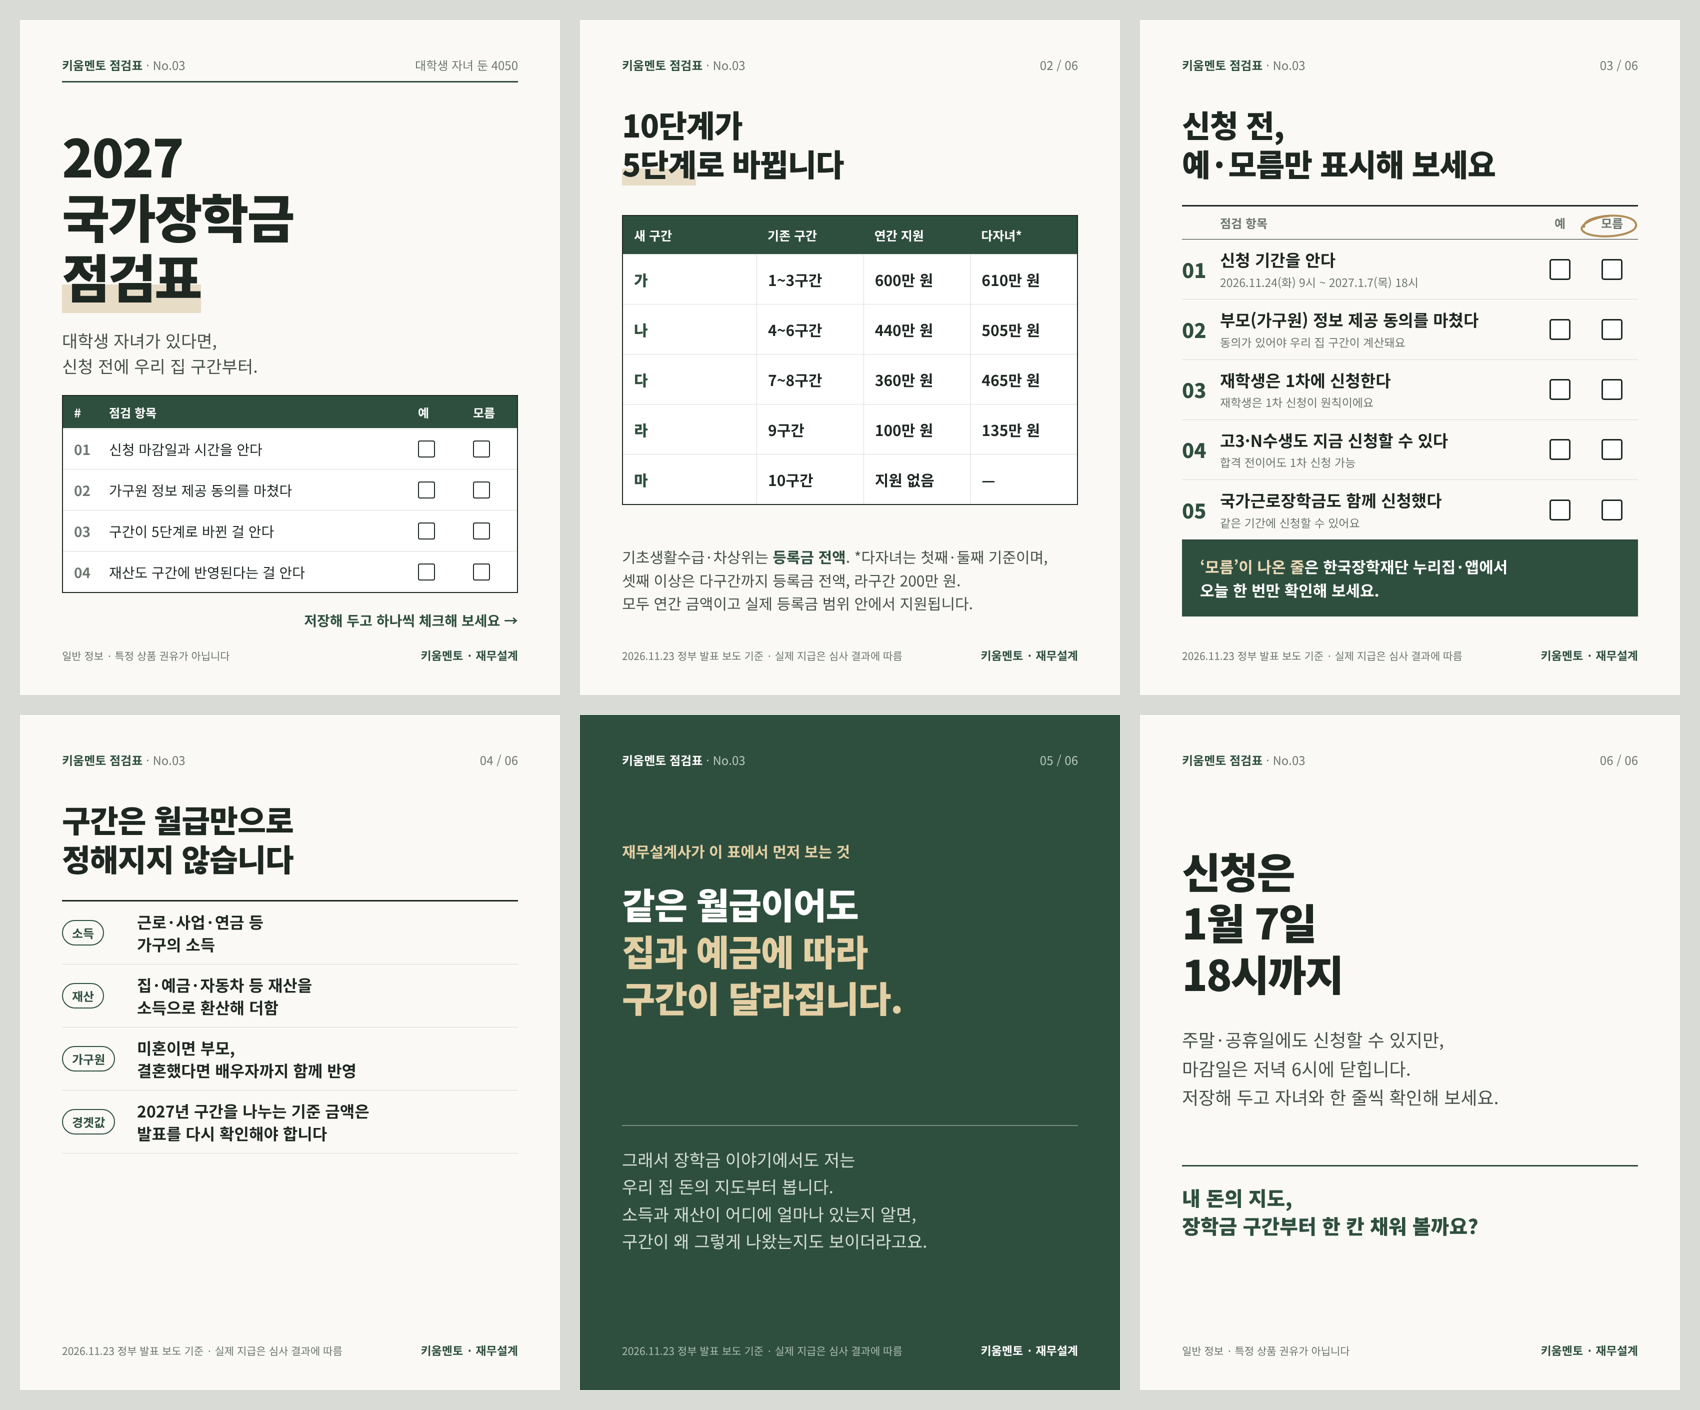 키움멘토 점검표 · No.03
대학생 자녀 둔 4050
2027
국가장학금
점검표
대학생 자녀가 있다면,
신청 전에 우리 집 구간부터.
# 점검 항목 예 모름
01 신청 마감일과 시간을 안다
02 가구원 정보 제공 동의를 마쳤다
03 구간이 5단계로 바뀐 걸 안다
04 재산도 구간에 반영된다는 걸 안다
저장해 두고 하나씩 체크해 보세요 →
일반 정보 · 특정 상품 권유가 아닙니다
키움멘토 · 재무설계
키움멘토 점검표 · No.03
02 / 06
10단계가
5단계로 바뀝니다
새 구간 기존 구간 연간 지원 다자녀*
가 1~3구간 600만 원 610만 원
나 4~6구간 440만 원 505만 원
다 7~8구간 360만 원 465만 원
라 9구간 100만 원 135만 원
마 10구간 지원 없음 —
기초생활수급·차상위는 등록금 전액. *다자녀는 첫째·둘째 기준이며,
셋째 이상은 다구간까지 등록금 전액, 라구간 200만 원.
모두 연간 금액이고 실제 등록금 범위 안에서 지원됩니다.
2026.11.23 정부 발표 보도 기준 · 실제 지급은 심사 결과에 따름
키움멘토 · 재무설계
키움멘토 점검표 · No.03
03 / 06
신청 전,
예·모름만 표시해 보세요
점검 항목 예 모름
01 신청 기간을 안다
2026.11.24(화) 9시 ~ 2027.1.7(목) 18시
02 부모(가구원) 정보 제공 동의를 마쳤다
동의가 있어야 우리 집 구간이 계산돼요
03 재학생은 1차에 신청한다
재학생은 1차 신청이 원칙이에요
04 고3·N수생도 지금 신청할 수 있다
합격 전이어도 1차 신청 가능
05 국가근로장학금도 함께 신청했다
같은 기간에 신청할 수 있어요
‘모름’이 나온 줄은 한국장학재단 누리집·앱에서
오늘 한 번만 확인해 보세요.
2026.11.23 정부 발표 보도 기준 · 실제 지급은 심사 결과에 따름
키움멘토 · 재무설계
키움멘토 점검표 · No.03
04 / 06
구간은 월급만으로
정해지지 않습니다
소득
근로·사업·연금 등
가구의 소득
재산
집·예금·자동차 등 재산을
소득으로 환산해 더함
가구원
미혼이면 부모,
결혼했다면 배우자까지 함께 반영
경곗값
2027년 구간을 나누는 기준 금액은
발표를 다시 확인해야 합니다
2026.11.23 정부 발표 보도 기준 · 실제 지급은 심사 결과에 따름
키움멘토 · 재무설계
키움멘토 점검표 · No.03
05 / 06
재무설계사가 이 표에서 먼저 보는 것
같은 월급이어도
집과 예금에 따라
구간이 달라집니다.
그래서 장학금 이야기에서도 저는
우리 집 돈의 지도부터 봅니다.
소득과 재산이 어디에 얼마나 있는지 알면,
구간이 왜 그렇게 나왔는지도 보이더라고요.
2026.11.23 정부 발표 보도 기준 · 실제 지급은 심사 결과에 따름
키움멘토 · 재무설계
키움멘토 점검표 · No.03
06 / 06
신청은
1월 7일
18시까지
주말·공휴일에도 신청할 수 있지만,
마감일은 저녁 6시에 닫힙니다.
저장해 두고 자녀와 한 줄씩 확인해 보세요.
내 돈의 지도,
장학금 구간부터 한 칸 채워 볼까요?
일반 정보 · 특정 상품 권유가 아닙니다
키움멘토 · 재무설계